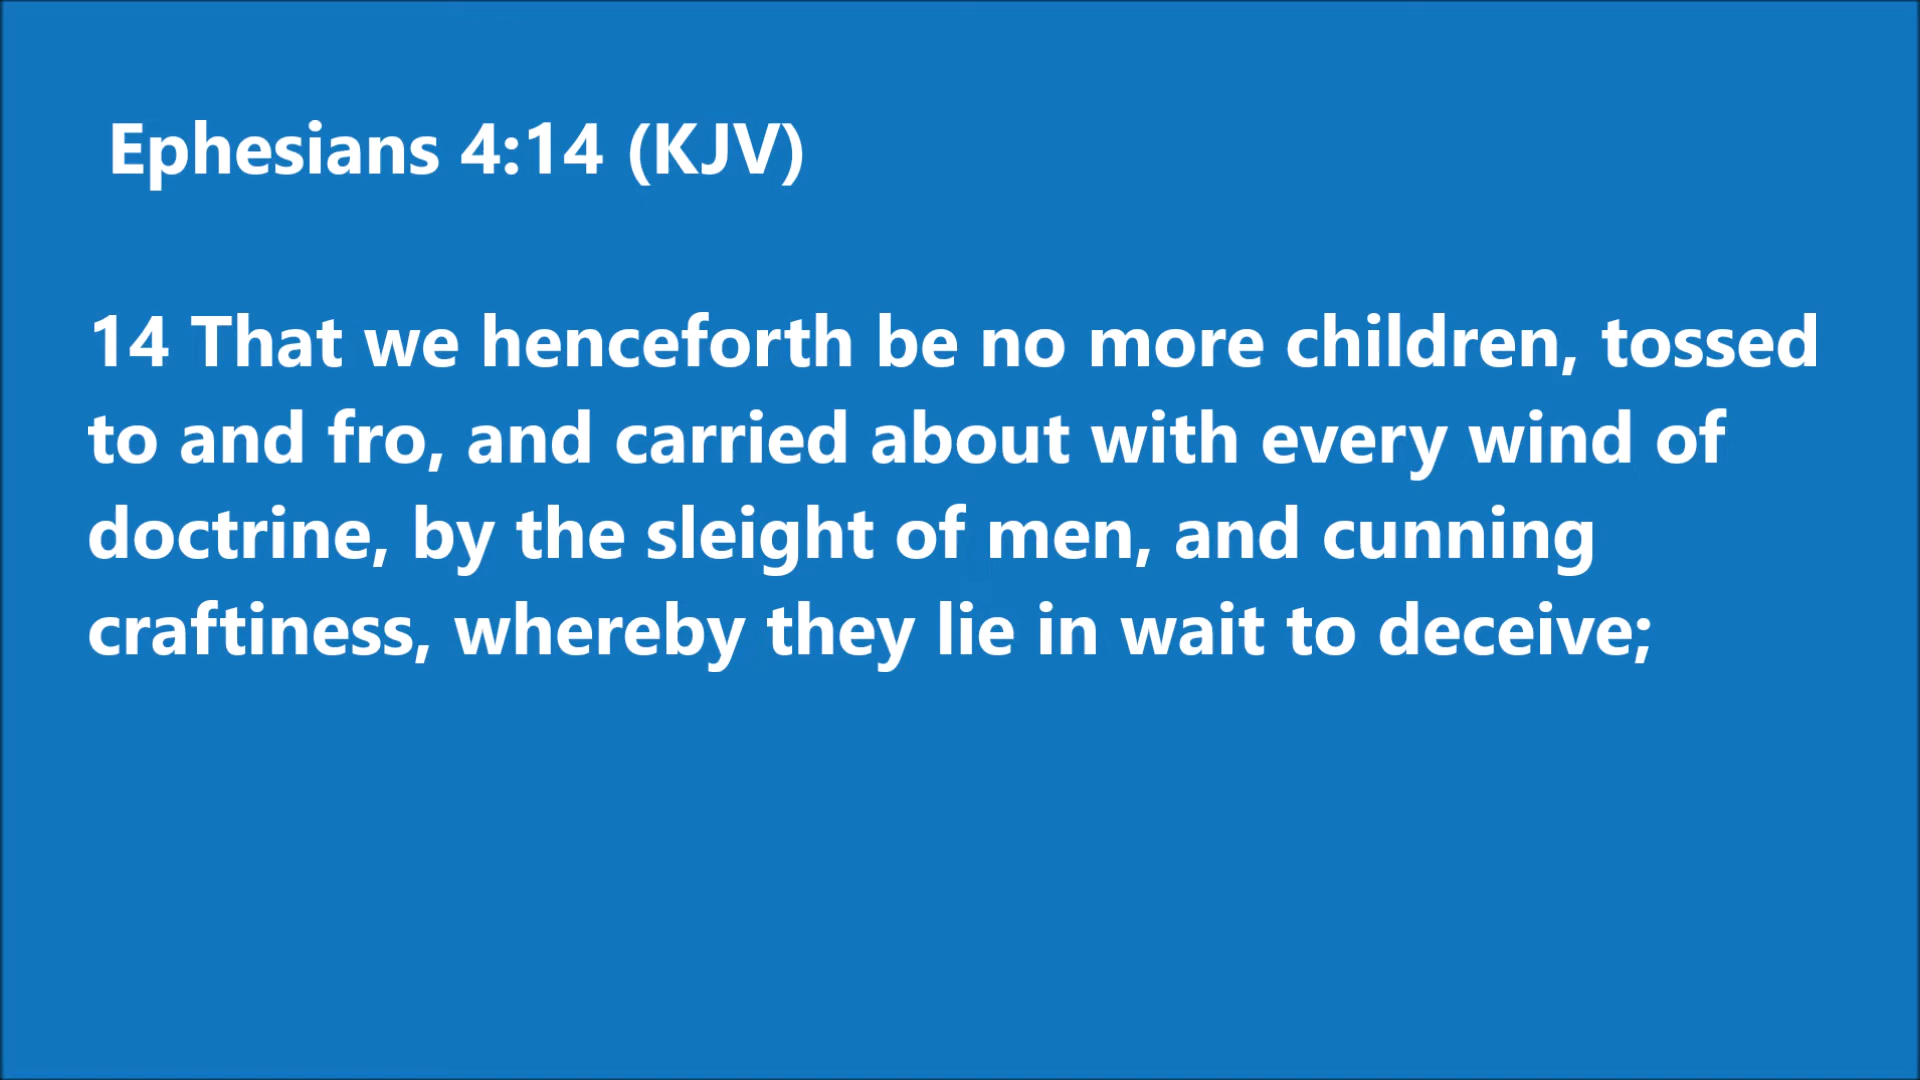 Ephesians 4:14 (KJV)
14 That we henceforth be no more children, tossed
to and fro, and carried about with every wind of
doctrine, by the sleight of men, and cunning
craftiness, whereby they lie in wait to deceive;